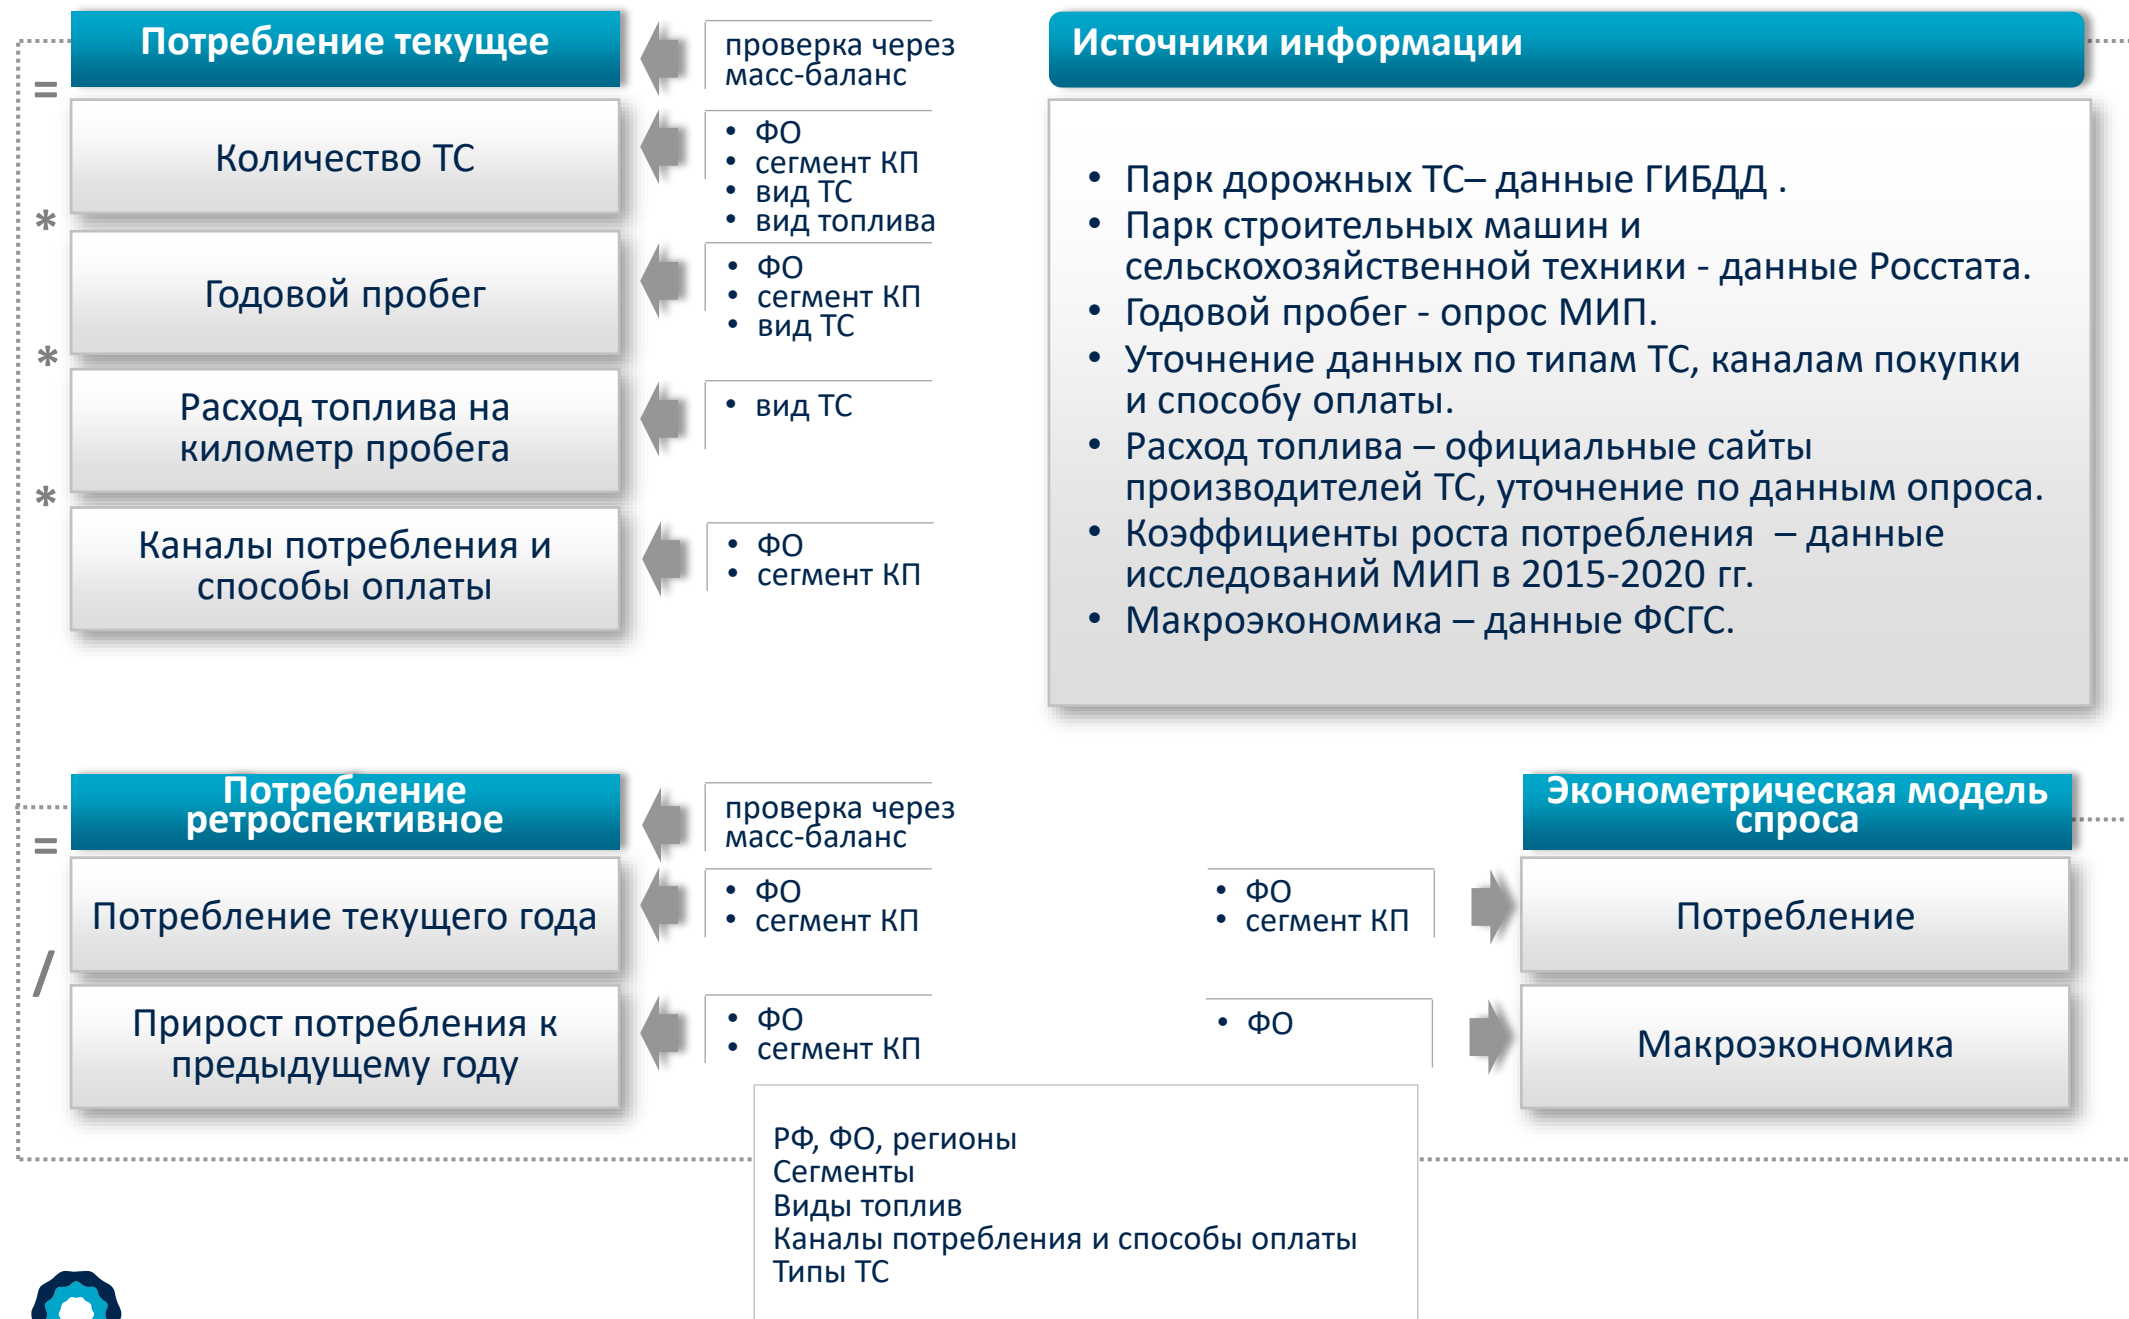 Потребление текущее
=
проверка через
масс-баланс
Количество ТС
• ФО
• сегмент КП
• вид ТС
• вид топлива
*
Годовой пробег
• ФО
• сегмент КП
• вид ТС
*
Расход топлива на
километр пробега
• вид ТС
*
Каналы потребления и
способы оплаты
• ФО
• сегмент КП
Источники информации
• Парк дорожных ТС– данные ГИБДД .
• Парк строительных машин и
сельскохозяйственной техники - данные Росстата.
• Годовой пробег - опрос МИП.
• Уточнение данных по типам ТС, каналам покупки
и способу оплаты.
• Расход топлива – официальные сайты
производителей ТС, уточнение по данным опроса.
• Коэффициенты роста потребления – данные
исследований МИП в 2015-2020 гг.
• Макроэкономика – данные ФСГС.
Потребление
ретроспективное
=
проверка через
масс-баланс
Потребление текущего года
• ФО
• сегмент КП
/
Прирост потребления к
предыдущему году
• ФО
• сегмент КП
Эконометрическая модель
спроса
• ФО
• сегмент КП
Потребление
• ФО
Макроэкономика
РФ, ФО, регионы
Сегменты
Виды топлив
Каналы потребления и способы оплаты
Типы ТС